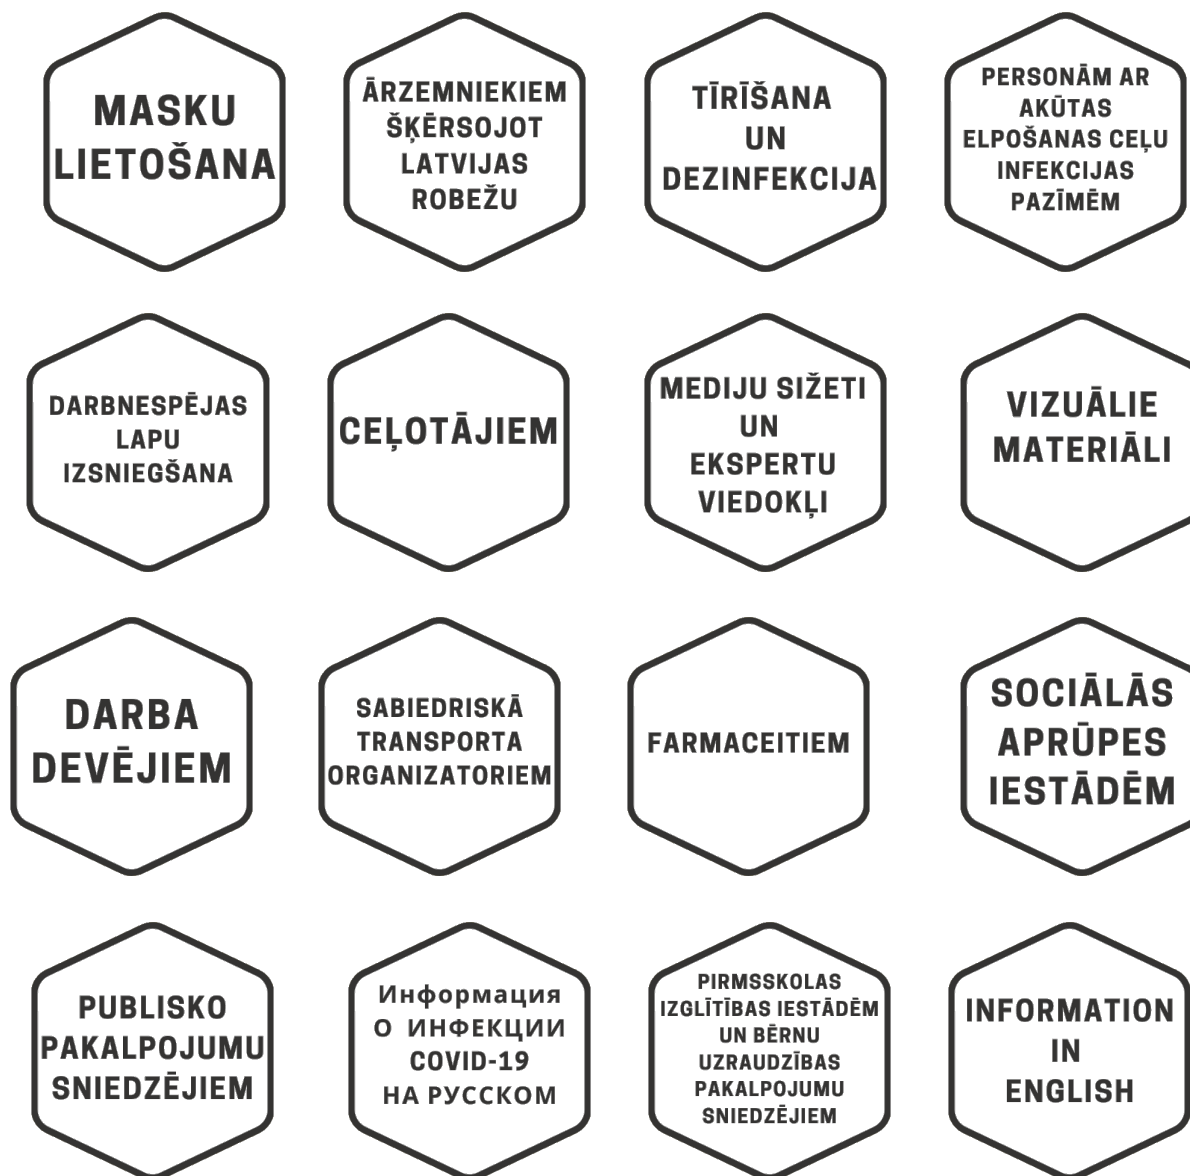 MASKU
LIETOŠANA
ĀRZEMNIEKIEM
ŠĶĒRSOJOT
LATVIJAS
ROBEŽU
TĪRĪŠANA
UN
DEZINFEKCIJA
PERSONĀM AR
AKŪTAS
ELPOŠANAS CEĻU
INFEKCIJAS
PAZĪMĒM
DARBNESPĒJAS
LAPU
IZSNIEGŠANA
CEĻOTĀJIEM
MEDIJU SIŽETI
UN
EKSPERTU
VIEDOKĻI
VIZUĀLIE
MATERIĀLI
DARBA
DEVĒJIEM
SABIEDRISKĀ
TRANSPORTA
ORGANIZATORIEM
FARMACEITIEM
SOCIĀLĀS
APRŪPES
IESTĀDĒM
PUBLISKO
PAKALPOJUMU
SNIEDZĒJIEM
Информация
О ИНФЕКЦИИ
COVID-19
НА РУССКОМ
PIRMSSKOLAS
IZGLĪTĪBAS IESTĀDĒM
UN BĒRNU
UZRAUDZĪBAS
PAKALPOJUMU
SNIEDZĒJIEM
INFORMATION
IN
ENGLISH